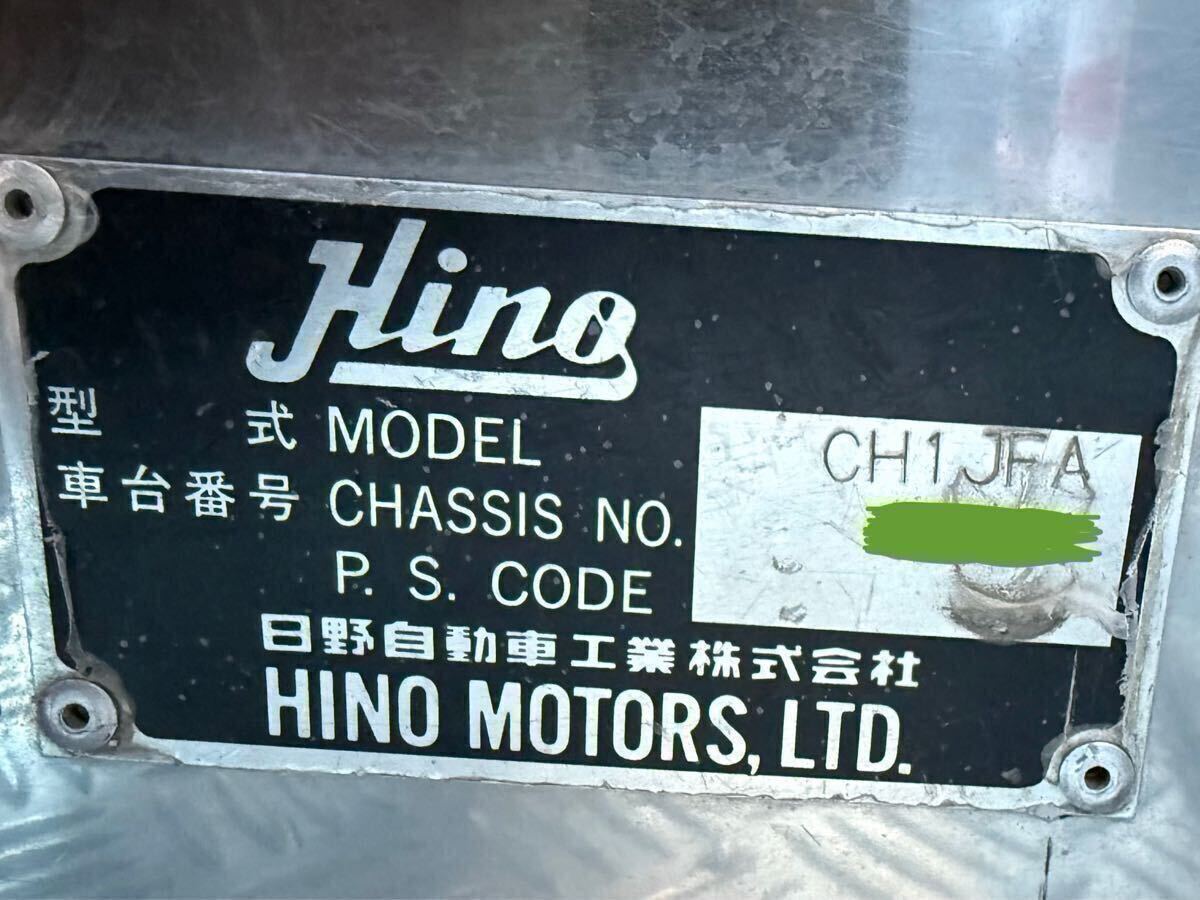 Hino
型式 MODEL CH1JFA
車台番号 CHASSIS NO.
P. S. CODE
日野自動車工業株式会社
HINO MOTORS, LTD.